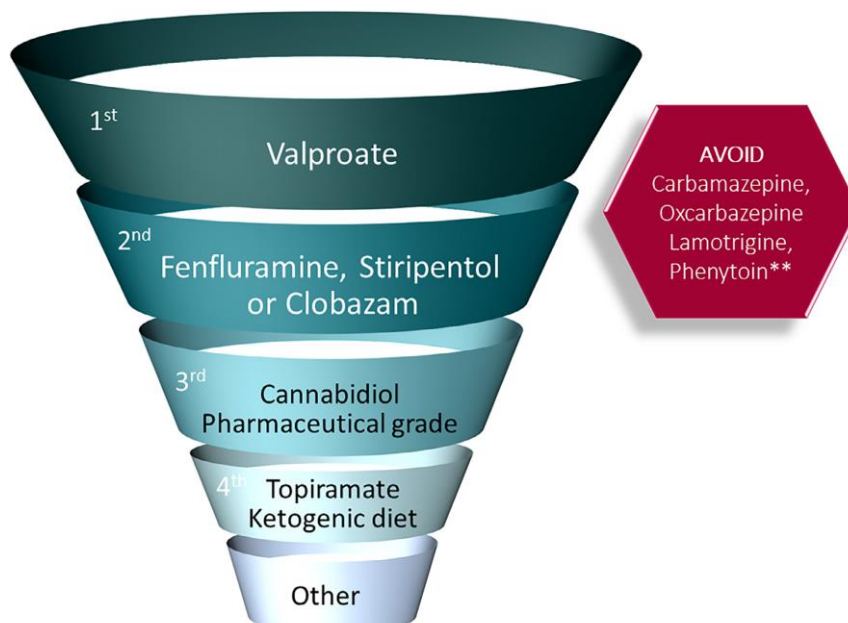 1st
Valproate
2nd
Fenfluramine, Stiripentol
or Clobazam
3rd
Cannabidiol
Pharmaceutical grade
4th
Topiramate
Ketogenic diet
Other
AVOID
Carbamazepine,
Oxcarbazepine
Lamotrigine,
Phenytoin**